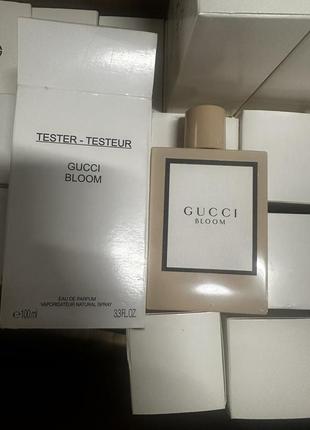 TESTER - TESTEUR
GUCCI
BLOOM
EAU DE PARFUM
VAPORISATEUR NATURAL SPRAY
℮100ml 3.3FL.OZ.
GUCCI
BLOOM